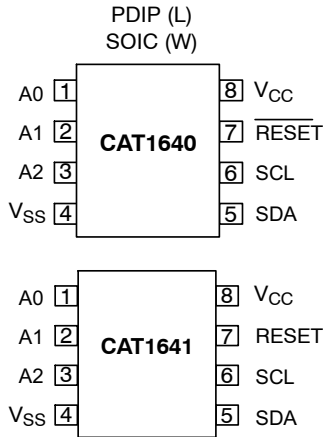 PDIP (L)
SOIC (W)
A0 1 8 VCC
A1 2 CAT1640 7 RESET
A2 3 6 SCL
VSS 4 5 SDA
A0 1 8 VCC
A1 2 CAT1641 7 RESET
A2 3 6 SCL
VSS 4 5 SDA